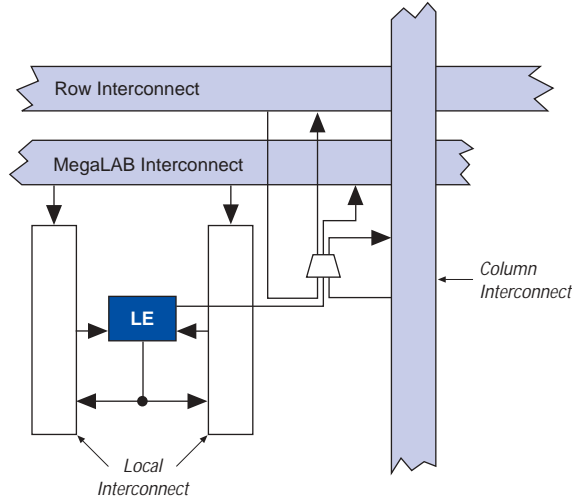 Row Interconnect
MegaLAB Interconnect
Column
Interconnect
LE
Local
Interconnect